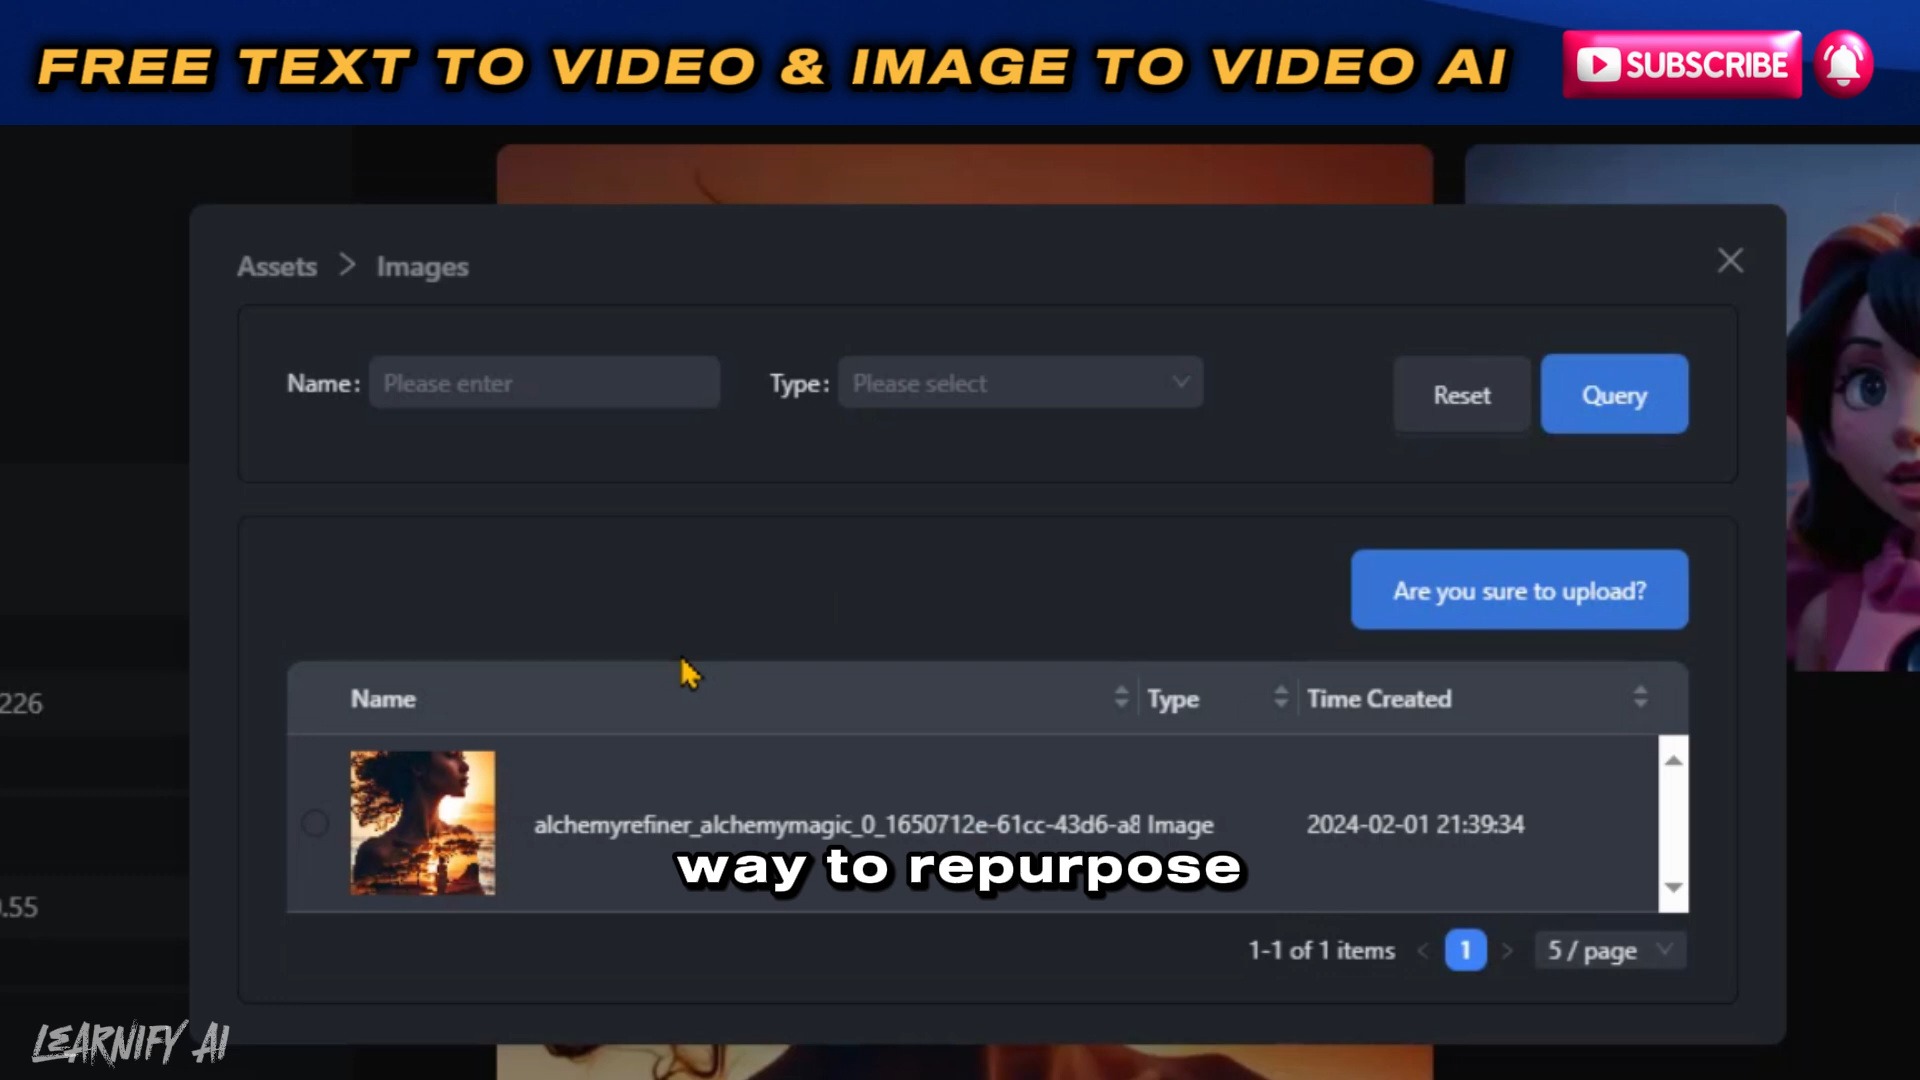 FREE TEXT TO VIDEO & IMAGE TO VIDEO AI
SUBSCRIBE
Assets > Images
Name: Please enter Type: Please select Reset Query
Are you sure to upload?
226
Name Type Time Created
alchemyrefiner_alchemymagic_0_1650712e-61cc-43d6-a8 Image 2024-02-01 21:39:34
way to repurpose
.55
1-1 of 1 items < 1 > 5 / page
LEARNIFY AI